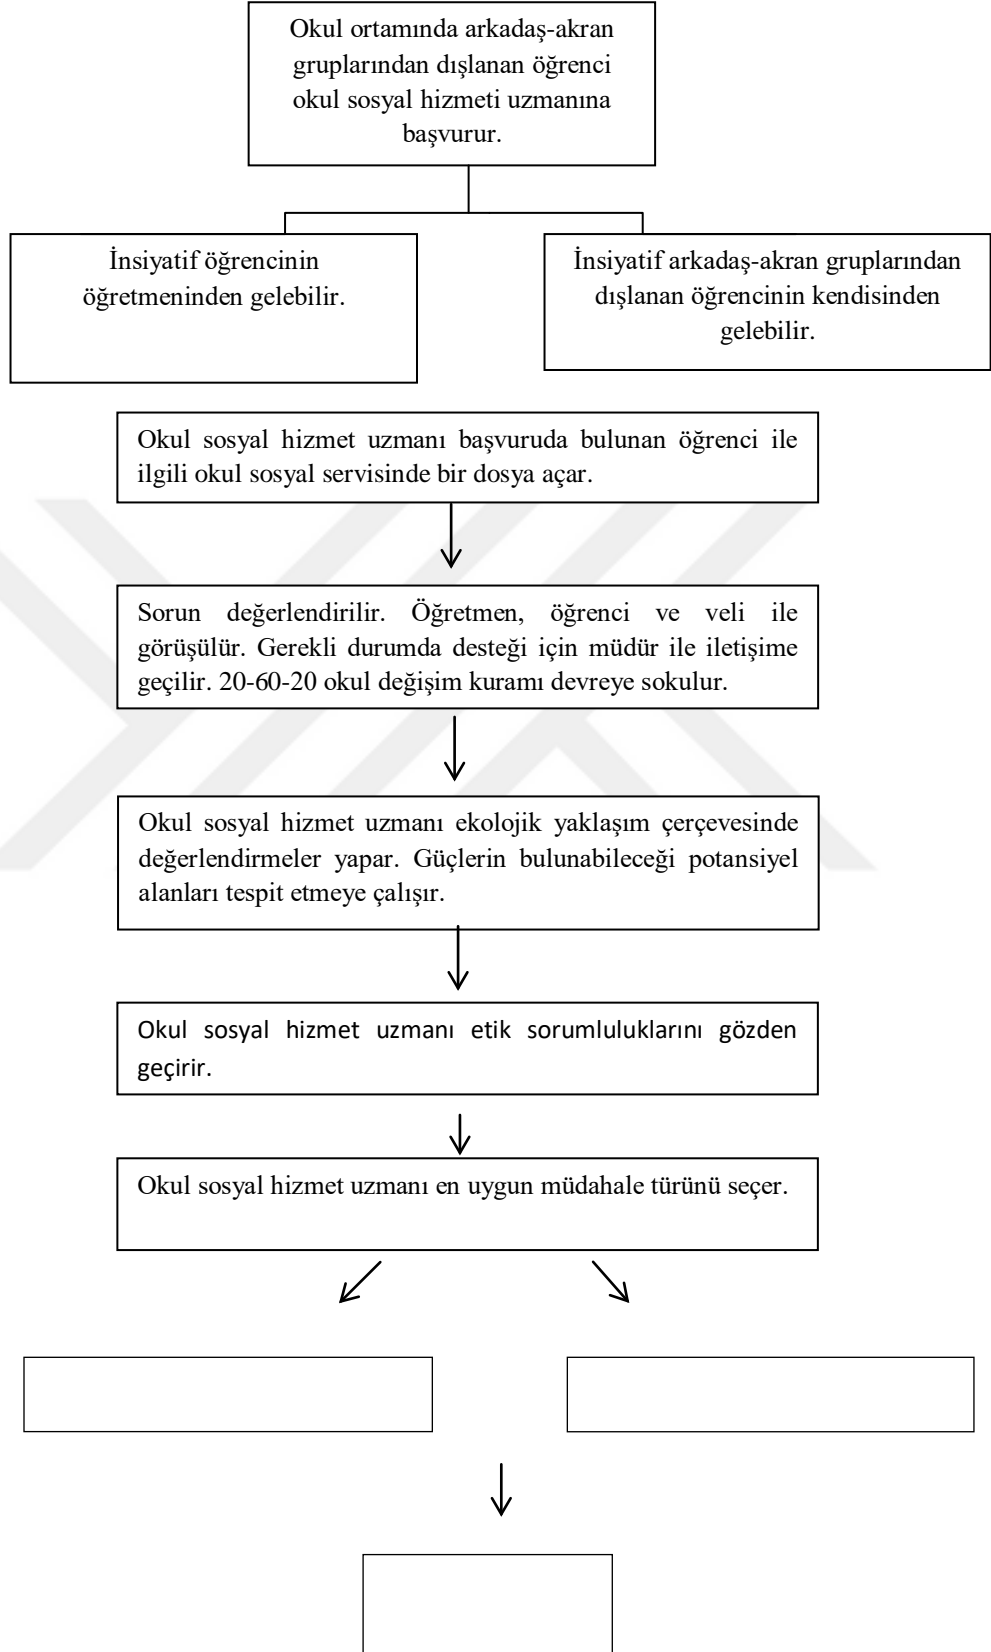 Okul ortamında arkadaş-akran
gruplarından dışlanan öğrenci
okul sosyal hizmeti uzmanına
başvurur.
İnsiyatif öğrencinin
öğretmeninden gelebilir.
İnsiyatif arkadaş-akran gruplarından
dışlanan öğrencinin kendisinden
gelebilir.
Okul sosyal hizmet uzmanı başvuruda bulunan öğrenci ile
ilgili okul sosyal servisinde bir dosya açar.
Sorun değerlendirilir. Öğretmen, öğrenci ve veli ile
görüşülür. Gerekli durumda desteği için müdür ile iletişime
geçilir. 20-60-20 okul değişim kuramı devreye sokulur.
Okul sosyal hizmet uzmanı ekolojik yaklaşım çerçevesinde
değerlendirmeler yapar. Güçlerin bulunabileceği potansiyel
alanları tespit etmeye çalışır.
Okul sosyal hizmet uzmanı etik sorumluluklarını gözden
geçirir.
Okul sosyal hizmet uzmanı en uygun müdahale türünü seçer.